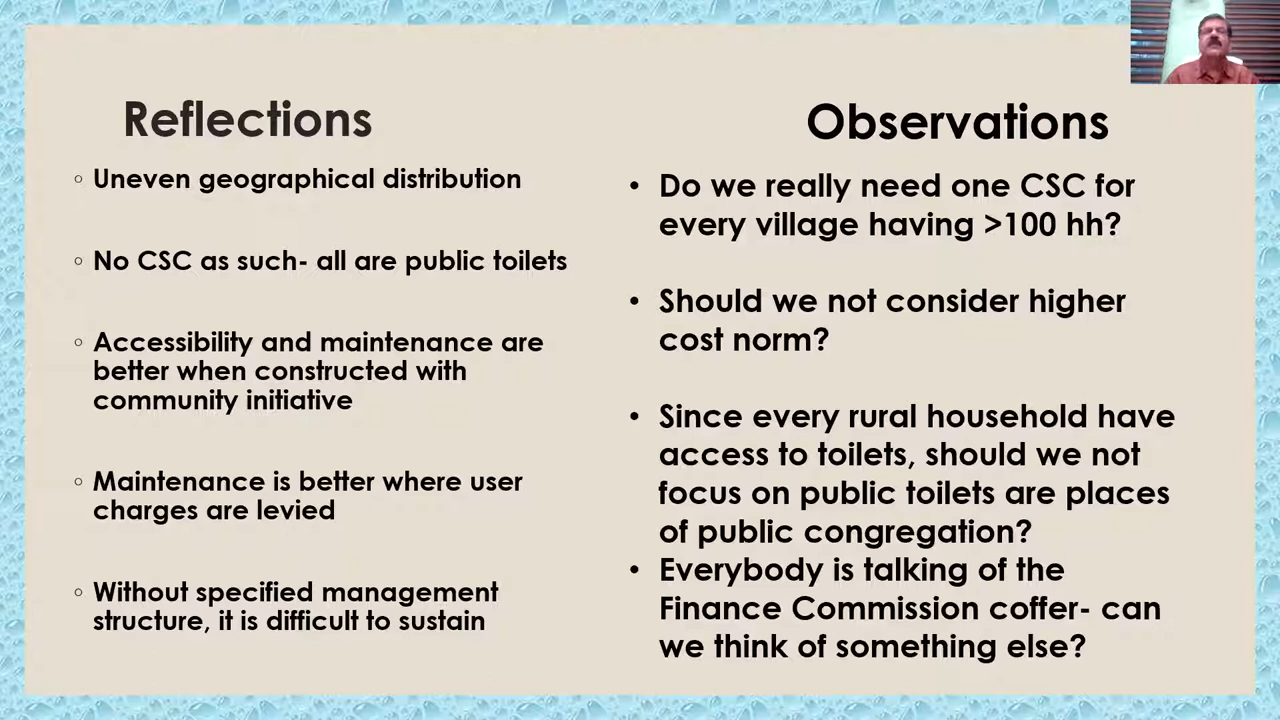 Reflections
◦ Uneven geographical distribution
◦ No CSC as such- all are public toilets
◦ Accessibility and maintenance are
better when constructed with
community initiative
◦ Maintenance is better where user
charges are levied
◦ Without specified management
structure, it is difficult to sustain
Observations
• Do we really need one CSC for
every village having >100 hh?
• Should we not consider higher
cost norm?
• Since every rural household have
access to toilets, should we not
focus on public toilets are places
of public congregation?
• Everybody is talking of the
Finance Commission coffer- can
we think of something else?